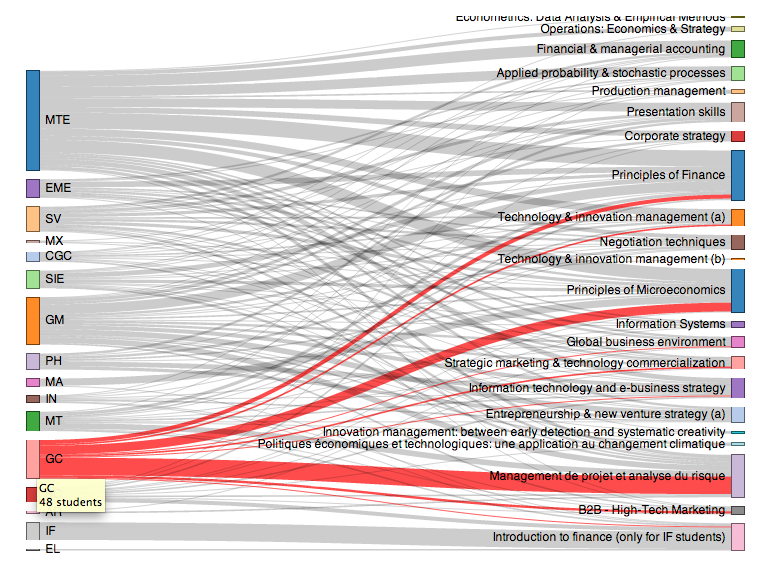 Econometrics: Data Analysis & Empirical Methods
Operations: Economics & Strategy
Financial & managerial accounting
Applied probability & stochastic processes
Production management
Presentation skills
Corporate strategy
Principles of Finance
Technology & innovation management (a)
Negotiation techniques
Technology & innovation management (b)
Principles of Microeconomics
Information Systems
Global business environment
Strategic marketing & technology commercialization
Information technology and e-business strategy
Entrepreneurship & new venture strategy (a)
Innovation management: between early detection and systematic creativity
Politiques économiques et technologiques: une application au changement climatique
Management de projet et analyse du risque
B2B - High-Tech Marketing
Introduction to finance (only for IF students)
MTE
EME
SV
MX
CGC
SIE
GM
PH
MA
IN
MT
GC
GC
48 students
IF
EL